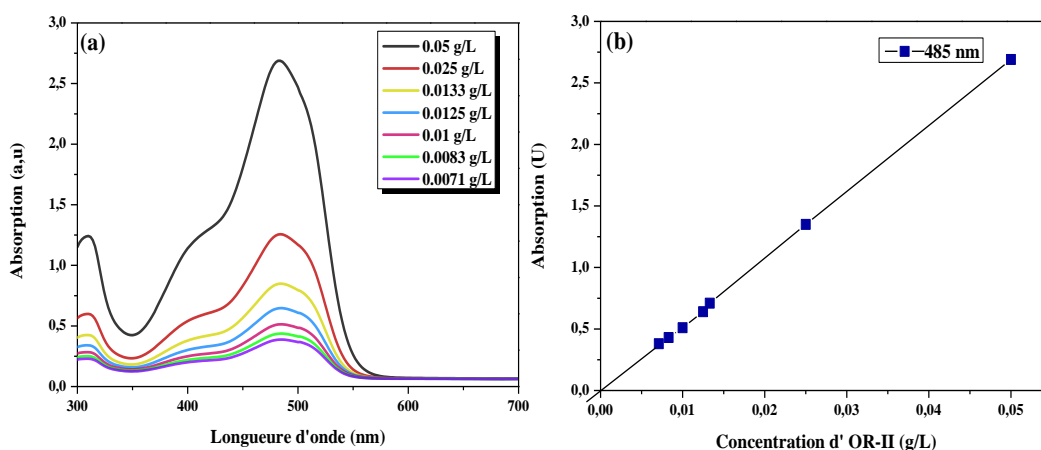 (a)
Absorption (a,u)
3,0
2,5
2,0
1,5
1,0
0,5
0,0
0.05 g/L
0.025 g/L
0.0133 g/L
0.0125 g/L
0.01 g/L
0.0083 g/L
0.0071 g/L
300 400 500 600 700
Longueure d'onde (nm)
(b)
Absorption (U)
3,0
2,5
2,0
1,5
1,0
0,5
0,0
485 nm
0,00 0,01 0,02 0,03 0,04 0,05
Concentration d' OR-II (g/L)